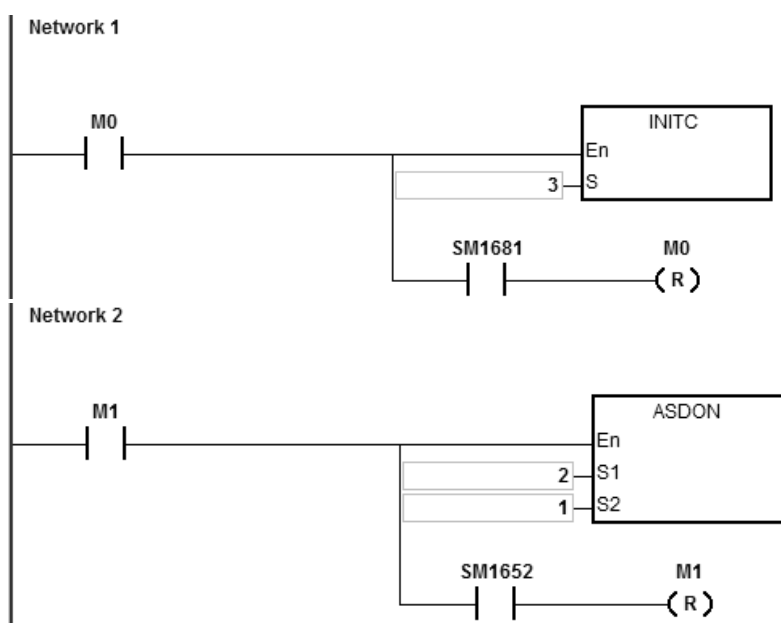 Network 1
M0
INITC
En
3 S
SM1681 M0
( R )
Network 2
M1
ASDON
En
2 S1
1 S2
SM1652 M1
( R )